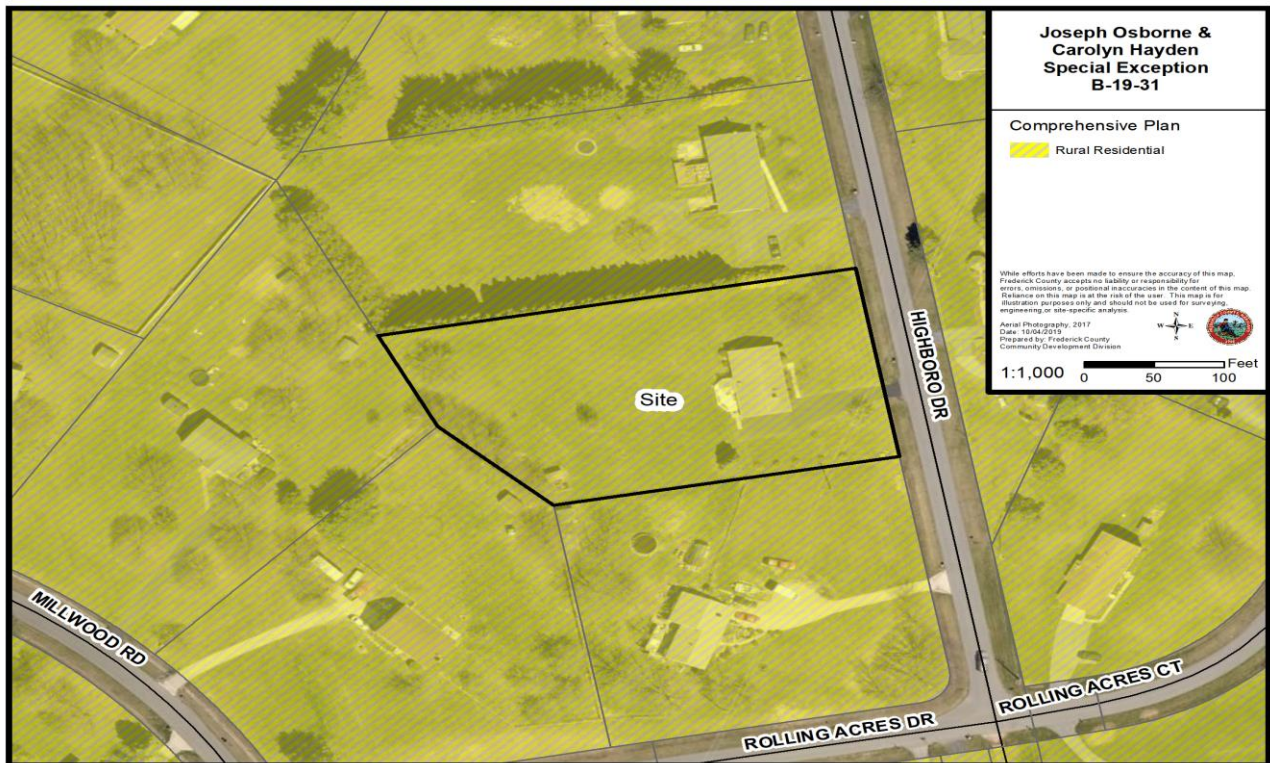 Joseph Osborne &
Carolyn Hayden
Special Exception
B-19-31
Comprehensive Plan
Rural Residential
While efforts have been made to ensure the accuracy of this map,
Frederick County accepts no liability or responsibility for
errors, omissions, or positional inaccuracies in the content of this map.
Reliance on this map is at the risk of the user. This map is for
illustration purposes only and should not be used for surveying,
engineering, or site-specific analysis.
Aerial Photography, 2017
Date: 10/04/2019
Prepared by: Frederick County
Community Development Division
N
W E
S
1:1,000
Feet
0 50 100
HIGHBORO DR
Site
MILLWOOD RD
ROLLING ACRES DR
ROLLING ACRES CT